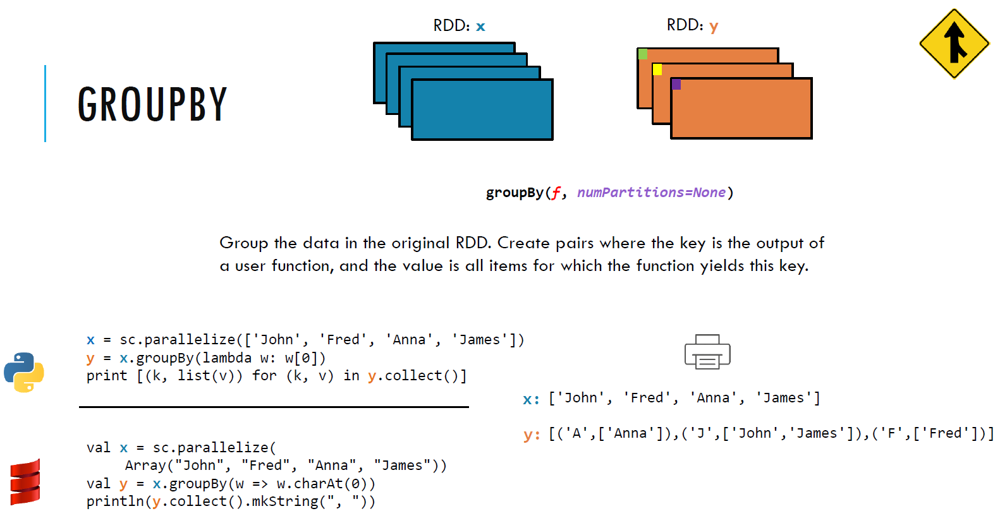 RDD: x
RDD: y
GROUPBY
groupBy(f, numPartitions=None)
Group the data in the original RDD. Create pairs where the key is the output of
a user function, and the value is all items for which the function yields this key.
x = sc.parallelize(['John', 'Fred', 'Anna', 'James'])
y = x.groupBy(lambda w: w[0])
print [(k, list(v)) for (k, v) in y.collect()]
x: ['John', 'Fred', 'Anna', 'James']
y: [('A',['Anna']),('J',['John','James']),('F',['Fred'])]
val x = sc.parallelize(
Array("John", "Fred", "Anna", "James"))
val y = x.groupBy(w => w.charAt(0))
println(y.collect().mkString(", "))